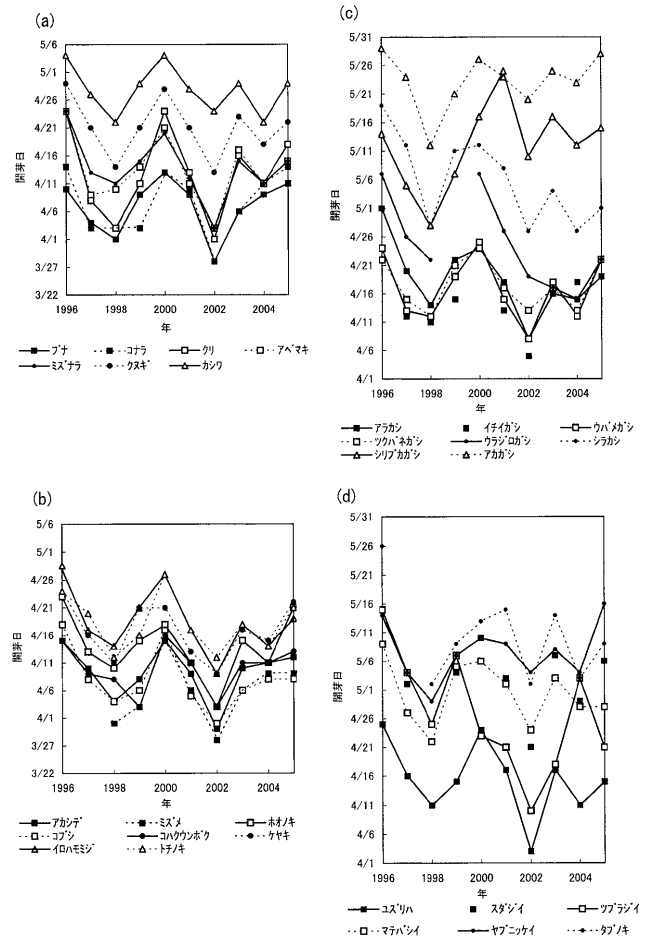 (a)
5/6
5/1
4/26
4/21
4/16
4/11
4/6
4/1
3/27
3/22
開芽日
1996 1998 2000 2002 2004
年
ブナ コナラ クリ アベマキ
ミズナラ クヌギ カシワ
(c)
5/31
5/26
5/21
5/16
5/11
5/6
5/1
4/26
4/21
4/16
4/11
4/6
4/1
開芽日
1996 1998 2000 2002 2004
年
アラカシ イチイガシ ウバメガシ
ツクバネガシ ウラジロガシ シラカシ
シリブカガシ アカガシ
(b)
5/6
5/1
4/26
4/21
4/16
4/11
4/6
4/1
3/27
3/22
開芽日
1996 1998 2000 2002 2004
年
アカシデ ミズメ ホオノキ
コブシ コハクウンボク ケヤキ
イロハモミジ トチノキ
(d)
5/31
5/26
5/21
5/16
5/11
5/6
5/1
4/26
4/21
4/16
4/11
4/6
4/1
開芽日
1996 1998 2000 2002 2004
年
ユズリハ スダジイ ツブラジイ
マテバシイ ヤブニッケイ タブノキ